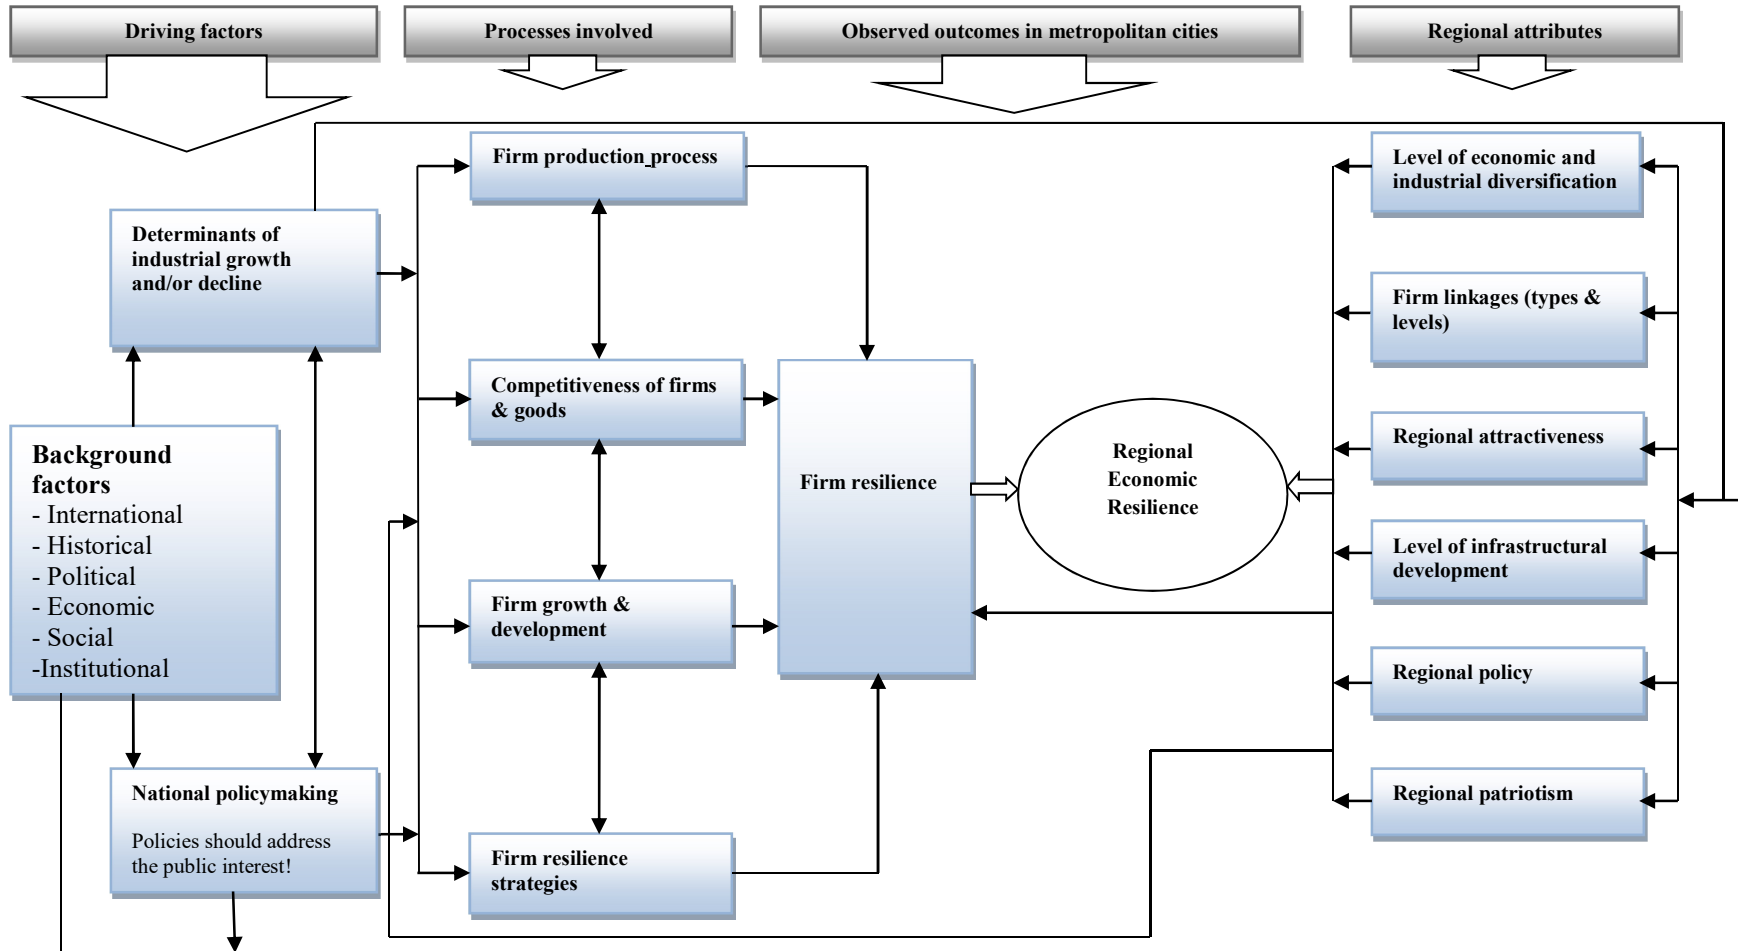 Driving factors
Processes involved
Observed outcomes in metropolitan cities
Regional attributes
Determinants of
industrial growth
and/or decline
Background
factors
- International
- Historical
- Political
- Economic
- Social
-Institutional
National policymaking
Policies should address
the public interest!
Firm production process
Competitiveness of firms
& goods
Firm growth &
development
Firm resilience
strategies
Firm resilience
Regional
Economic
Resilience
Level of economic and
industrial diversification
Firm linkages (types &
levels)
Regional attractiveness
Level of infrastructural
development
Regional policy
Regional patriotism